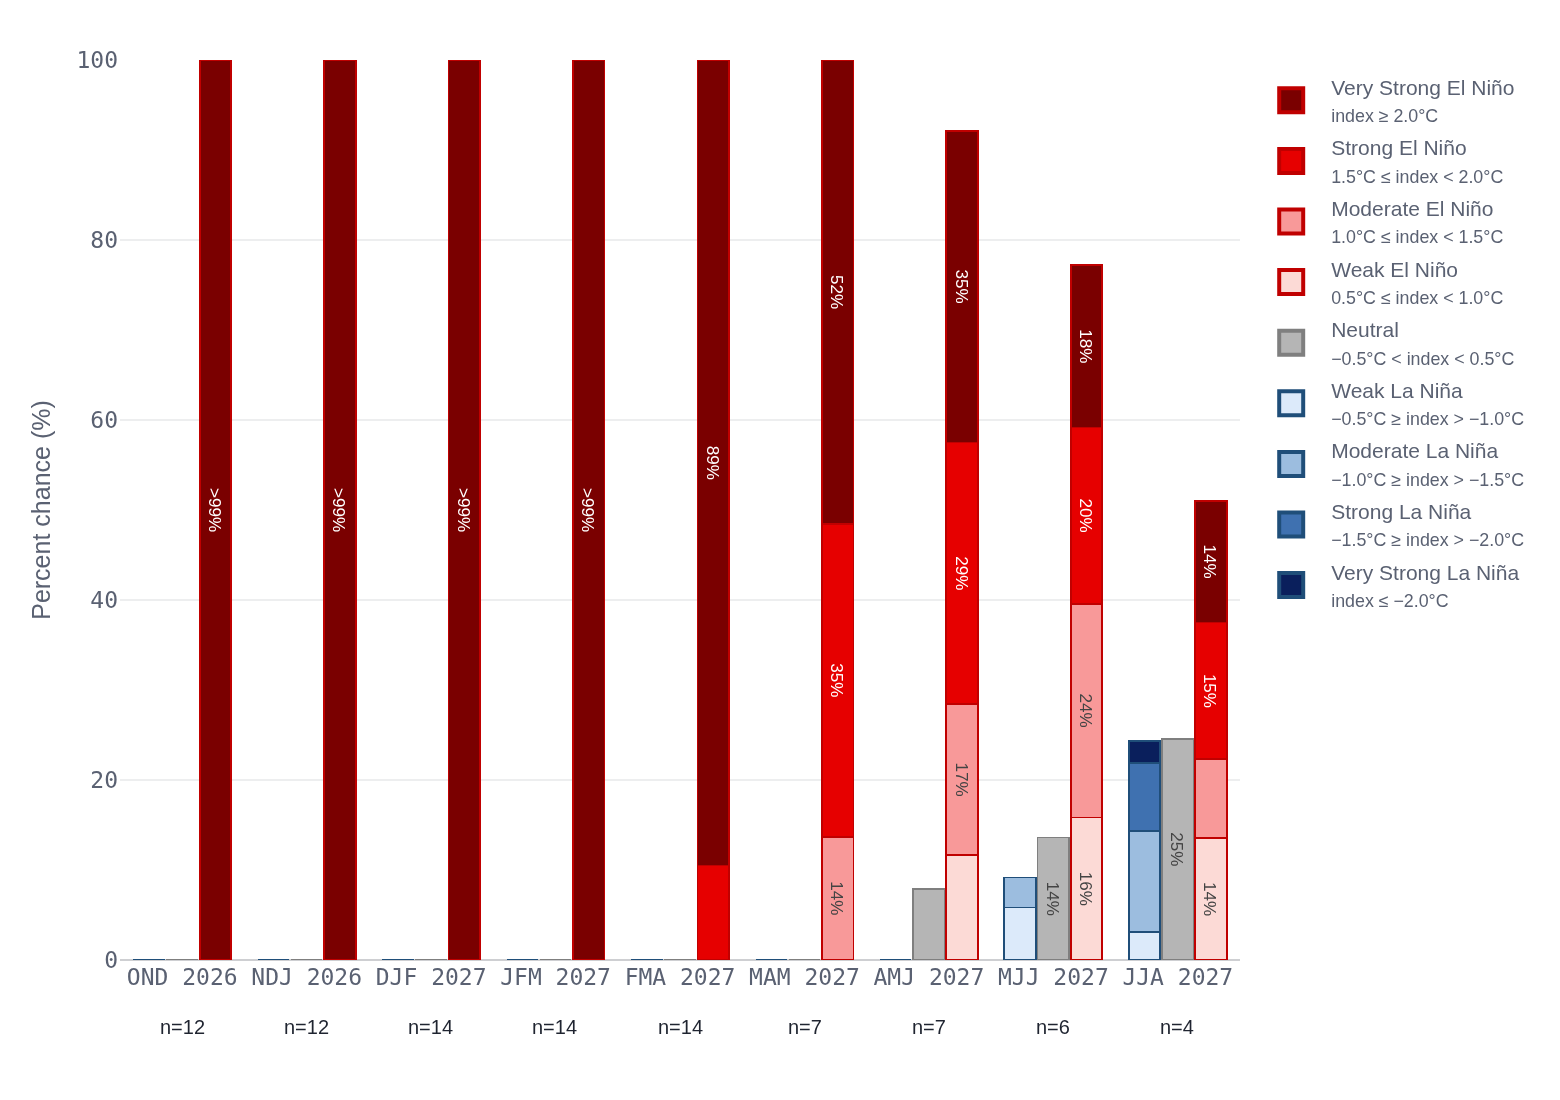 100
80
60
40
20
0
Percent chance (%)
>99%
>99%
>99%
>99%
89%
52%
35%
14%
35%
29%
17%
18%
20%
24%
16%
14%
14%
15%
14%
25%
OND 2026 NDJ 2026 DJF 2027 JFM 2027 FMA 2027 MAM 2027 AMJ 2027 MJJ 2027 JJA 2027
n=12 n=12 n=14 n=14 n=14 n=7 n=7 n=6 n=4
Very Strong El Niño
index ≥ 2.0°C
Strong El Niño
1.5°C ≤ index < 2.0°C
Moderate El Niño
1.0°C ≤ index < 1.5°C
Weak El Niño
0.5°C ≤ index < 1.0°C
Neutral
−0.5°C < index < 0.5°C
Weak La Niña
−0.5°C ≥ index > −1.0°C
Moderate La Niña
−1.0°C ≥ index > −1.5°C
Strong La Niña
−1.5°C ≥ index > −2.0°C
Very Strong La Niña
index ≤ −2.0°C